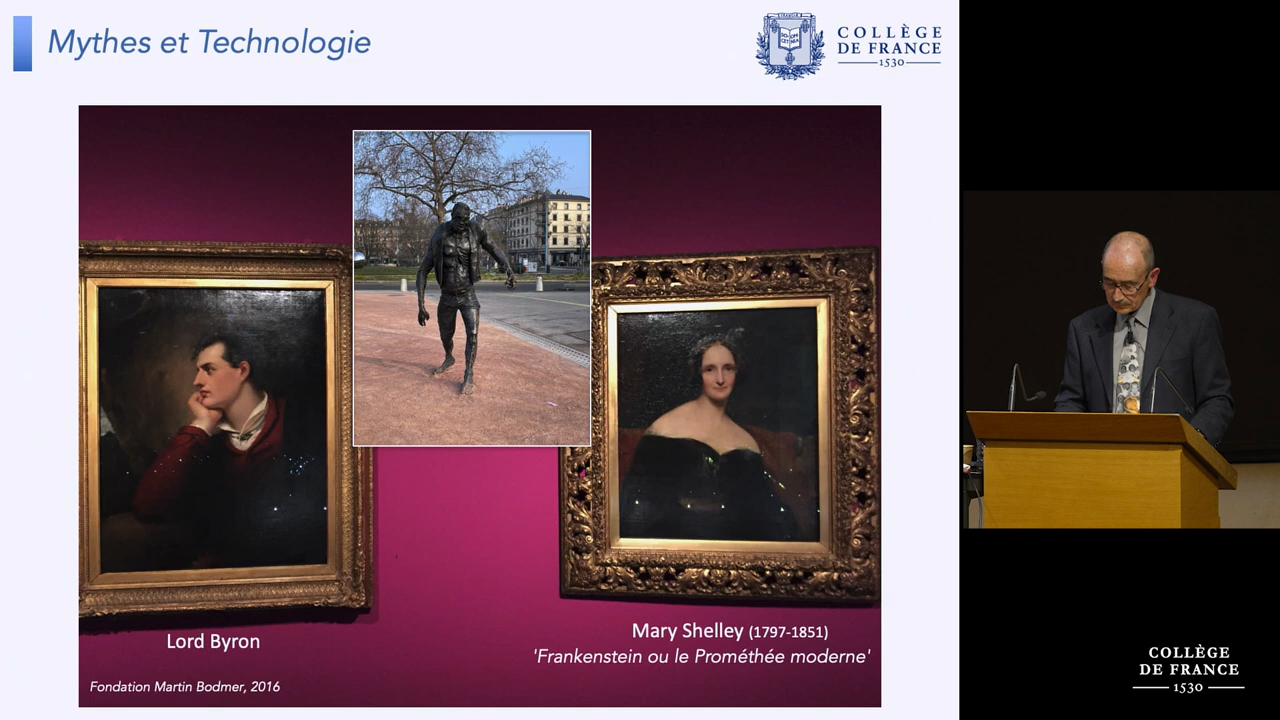 Mythes et Technologie
COLLÈGE
DE FRANCE
1530
Lord Byron
Mary Shelley (1797-1851)
'Frankenstein ou le Prométhée moderne'
Fondation Martin Bodmer, 2016
COLLÈGE
DE FRANCE
1530